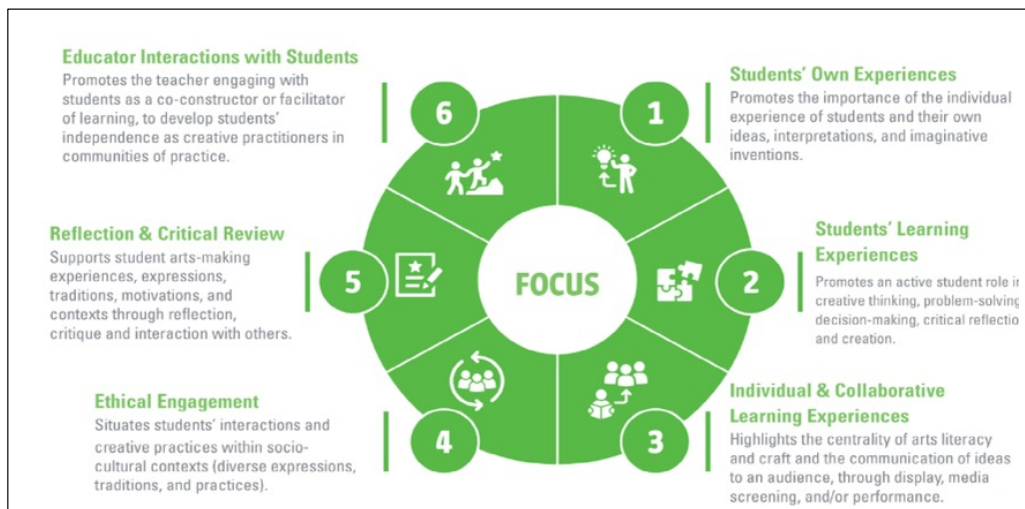 Educator Interactions with Students
Promotes the teacher engaging with
students as a co-constructor or facilitator
of learning, to develop students'
independence as creative practitioners in
communities of practice.
6
1
Students' Own Experiences
Promotes the importance of the individual
experience of students and their own
ideas, interpretations, and imaginative
inventions.
Reflection & Critical Review
Supports student arts-making
experiences, expressions,
traditions, motivations, and
contexts through reflection,
critique and interaction with others.
5
FOCUS
2
Students' Learning
Experiences
Promotes an active student role in
creative thinking, problem-solving
decision-making, critical reflectio
and creation.
Ethical Engagement
Situates students' interactions and
creative practices within socio-
cultural contexts (diverse expressions,
traditions, and practices).
4
3
Individual & Collaborative
Learning Experiences
Highlights the centrality of arts literacy
and craft and the communication of ideas
to an audience, through display, media
screening, and/or performance.